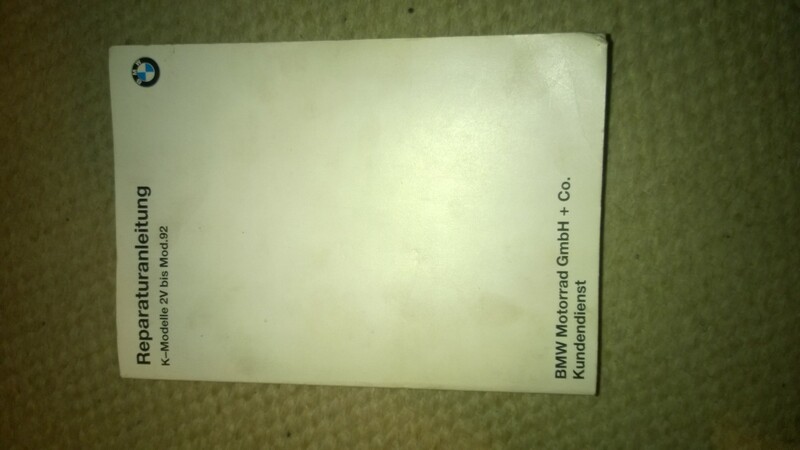 Reparaturanleitung
K–Modelle 2V bis Mod.92
BMW Motorrad GmbH + Co.
Kundendienst